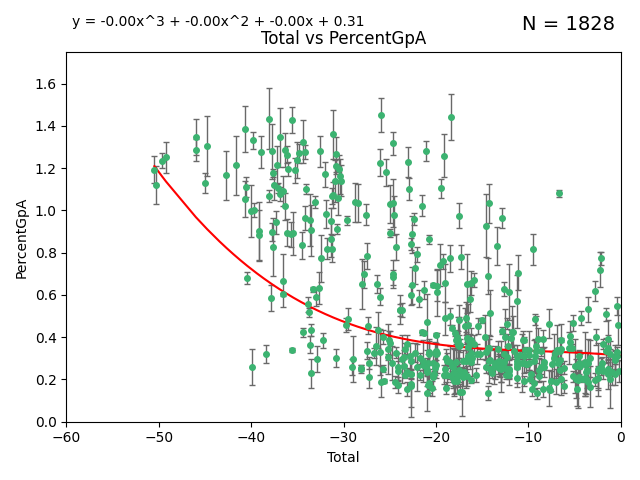 y = -0.00x^3 + -0.00x^2 + -0.00x + 0.31
N = 1828
Total vs PercentGpA
PercentGpA
1.6
1.4
1.2
1.0
0.8
0.6
0.4
0.2
0.0
−60 −50 −40 −30 −20 −10 0
Total